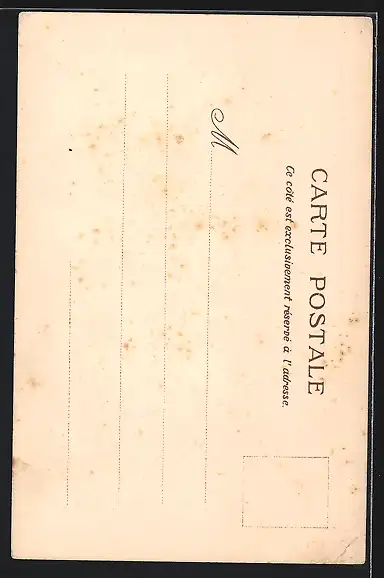 CARTE POSTALE
Ce côté est exclusivement réservé à l'adresse.
M